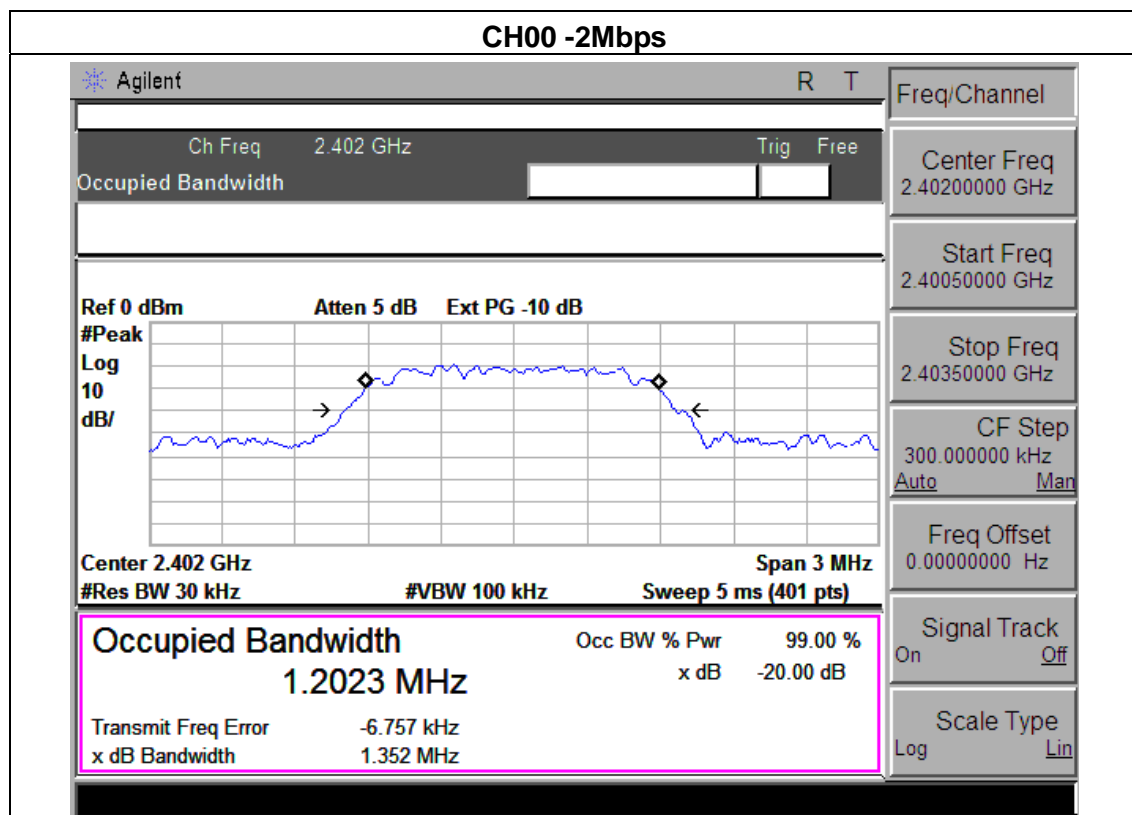 CH00 -2Mbps
Agilent R T
Freq/Channel
Ch Freq 2.402 GHz Trig Free
Occupied Bandwidth
Center Freq
2.40200000 GHz
Start Freq
2.40050000 GHz
Stop Freq
2.40350000 GHz
CF Step
300.000000 kHz
Auto Man
Freq Offset
0.00000000 Hz
Signal Track
On Off
Scale Type
Log Lin
Ref 0 dBm Atten 5 dB Ext PG -10 dB
#Peak
Log
10
dB/
Center 2.402 GHz Span 3 MHz
#Res BW 30 kHz #VBW 100 kHz Sweep 5 ms (401 pts)
Occupied Bandwidth Occ BW % Pwr 99.00 %
1.2023 MHz x dB -20.00 dB
Transmit Freq Error -6.757 kHz
x dB Bandwidth 1.352 MHz